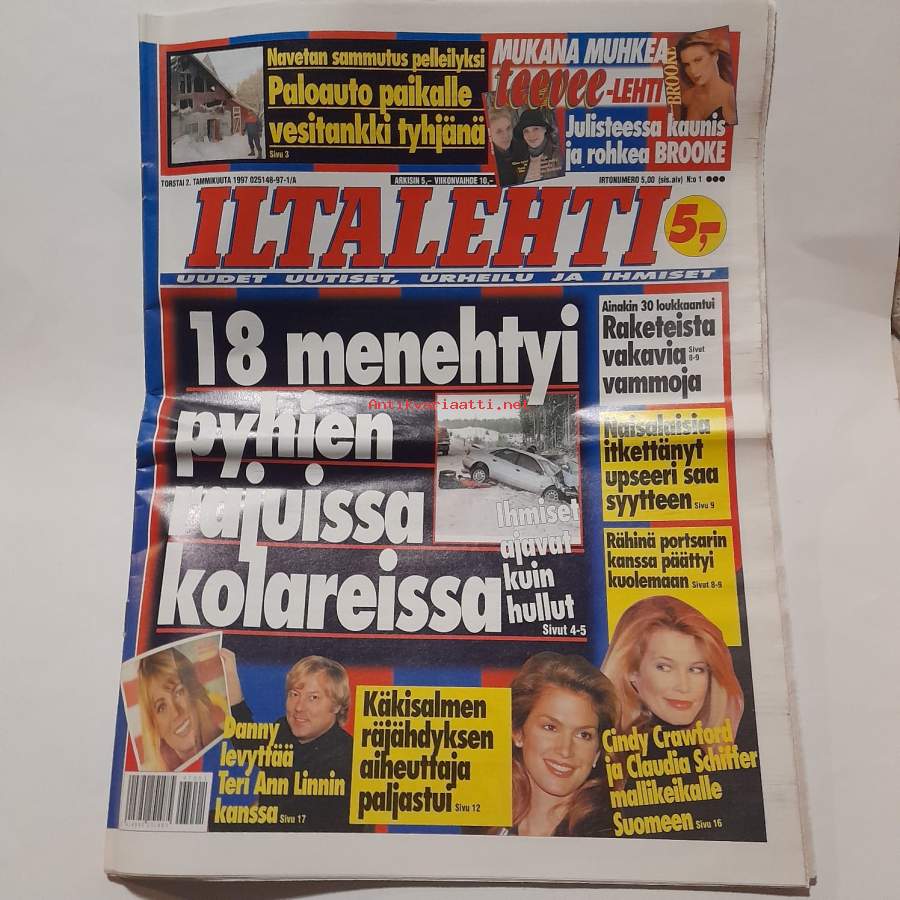 Navetan sammutus pelleilyksi
Paloauto paikalle
vesitankki tyhjänä
Sivu 3
MUKANA MUHKEA
teevee-LEHTI
BROOKE
Julisteessa kaunis
ja rohkea BROOKE
TORSTAI 2. TAMMIKUUTA 1997 025148-97-1/A
ARKISIN 5,- VIIKONVAIHDE 10,-
IRTONUMERO 5,00 (sis.alv) N:o 1
ILTALEHTI
5,-
UUDET UUTISET, URHEILU JA IHMISET
18 menehtyi
pyhien
rajuissa
kolareissa
Ihmiset
ajavat
kuin
hullut
Sivut 4-5
Antikvariaatti.net
Ainakin 30 loukkaantui
Raketeista
vakavia Sivut 8-9
vammoja
Naisalaisia
itkettänyt
upseeri saa
syytteen Sivu 9
Rähinä portsarin
kanssa päättyi
kuolemaan Sivut 8-9
Danny
levyttää
Teri Ann Linnin
kanssa Sivu 17
Käkisalmen
räjähdyksen
aiheuttaja
paljastui Sivu 12
Cindy Crawford
ja Claudia Schiffer
mallikeikalle
Suomeen Sivu 16